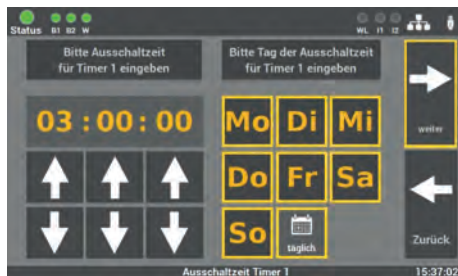 Status B1 B2 W WL I1 I2
Bitte Ausschaltzeit
für Timer 1 eingeben
Bitte Tag der Ausschaltzeit
für Timer 1 eingeben
03 : 00 : 00
Mo Di Mi
weiter
Do Fr Sa
So täglich
Zurück
Ausschaltzeit Timer 1 15:37:02